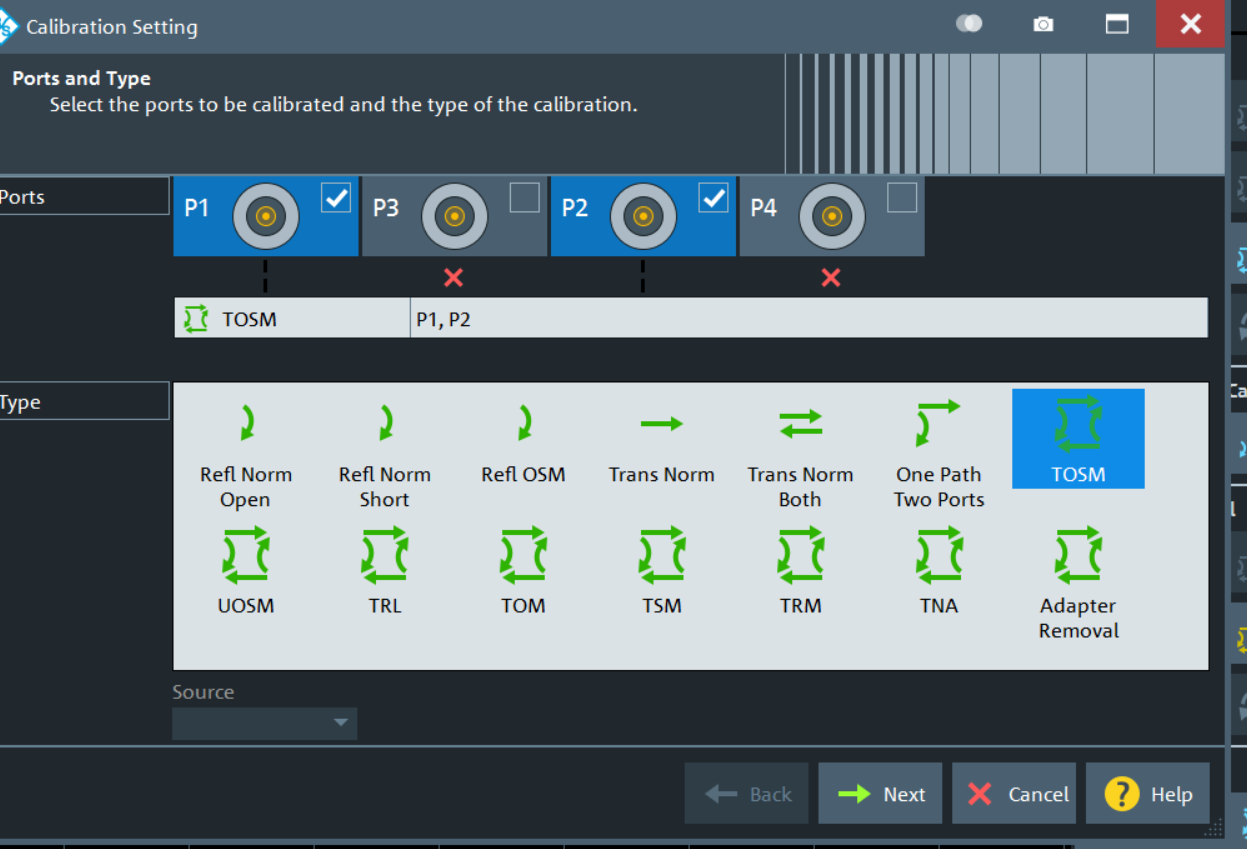 Calibration Setting
Ports and Type
Select the ports to be calibrated and the type of the calibration.
Ports
P1
P3
P2
P4
TOSM
P1, P2
Type
Refl Norm
Open
Refl Norm
Short
Refl OSM
Trans Norm
Trans Norm
Both
One Path
Two Ports
TOSM
UOSM
TRL
TOM
TSM
TRM
TNA
Adapter
Removal
Source
Back
Next
Cancel
? Help